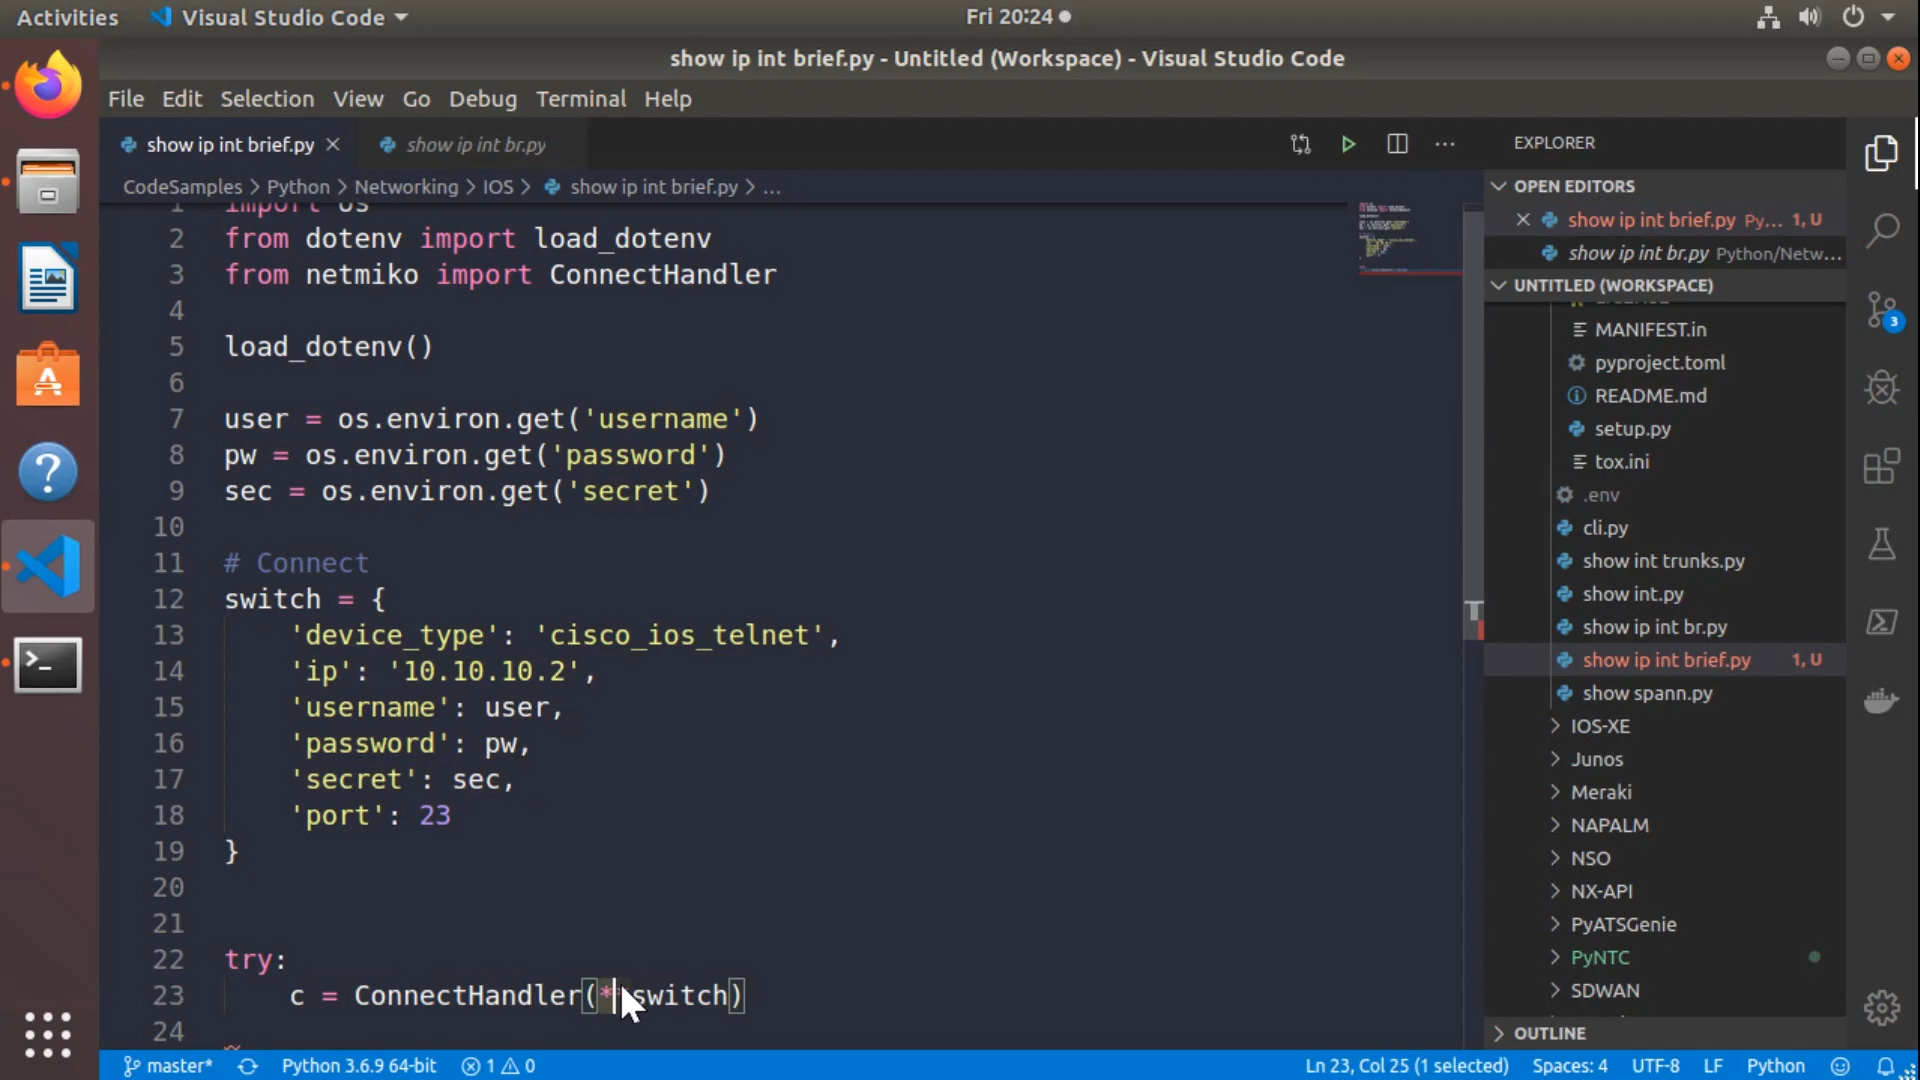 Activities
Visual Studio Code
Fri 20:24
show ip int brief.py - Untitled (Workspace) - Visual Studio Code
File Edit Selection View Go Debug Terminal Help
show ip int brief.py
show ip int br.py
CodeSamples > Python > Networking > IOS > show ip int brief.py > ...
1 import os
2 from dotenv import load_dotenv
3 from netmiko import ConnectHandler
4
5 load_dotenv()
6
7 user = os.environ.get('username')
8 pw = os.environ.get('password')
9 sec = os.environ.get('secret')
10
11 # Connect
12 switch = {
13 'device_type': 'cisco_ios_telnet',
14 'ip': '10.10.10.2',
15 'username': user,
16 'password': pw,
17 'secret': sec,
18 'port': 23
19 }
20
21
22 try:
23 c = ConnectHandler(**switch)
24
EXPLORER
OPEN EDITORS
show ip int brief.py Py... 1, U
show ip int br.py Python/Netw...
UNTITLED (WORKSPACE)
MANIFEST.in
pyproject.toml
README.md
setup.py
tox.ini
.env
cli.py
show int trunks.py
show int.py
show ip int br.py
show ip int brief.py 1, U
show spann.py
IOS-XE
Junos
Meraki
NAPALM
NSO
NX-API
PyATSGenie
PyNTC
SDWAN
OUTLINE
3
master*
Python 3.6.9 64-bit
1
0
Ln 23, Col 25 (1 selected)
Spaces: 4
UTF-8
LF
Python